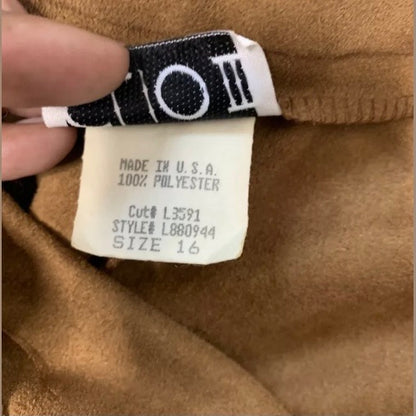 MADE IN U.S.A.
100% POLYESTER
Cut# L3591
STYLE# L880944
SIZE 16